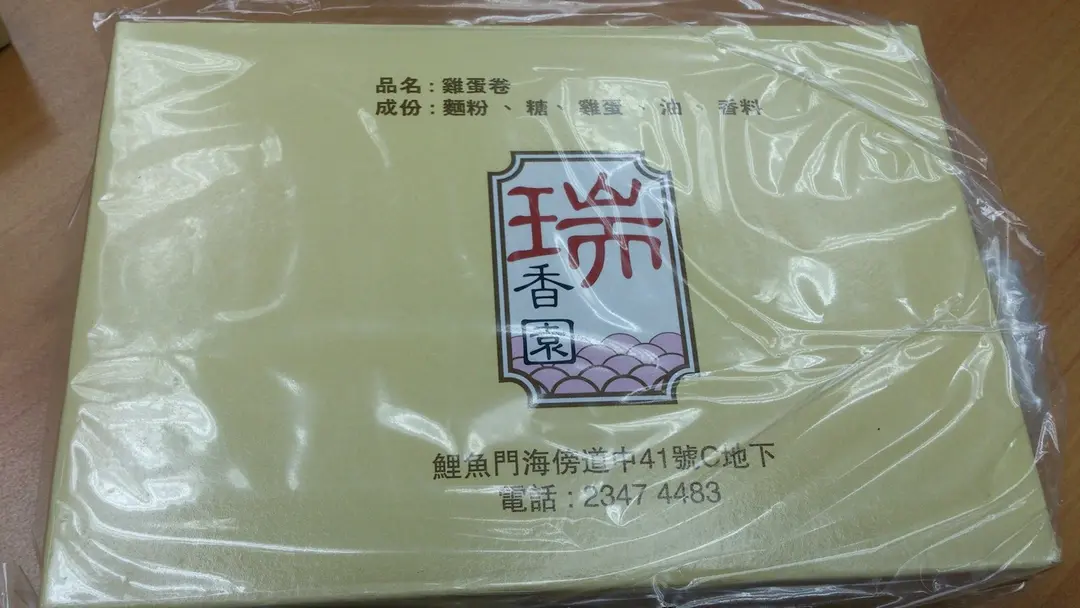 品名:雞蛋卷
成份:麵粉、糖、雞蛋、油、香料
瑞
香
園
鯉魚門海傍道中41號C地下
電話:2347 4483